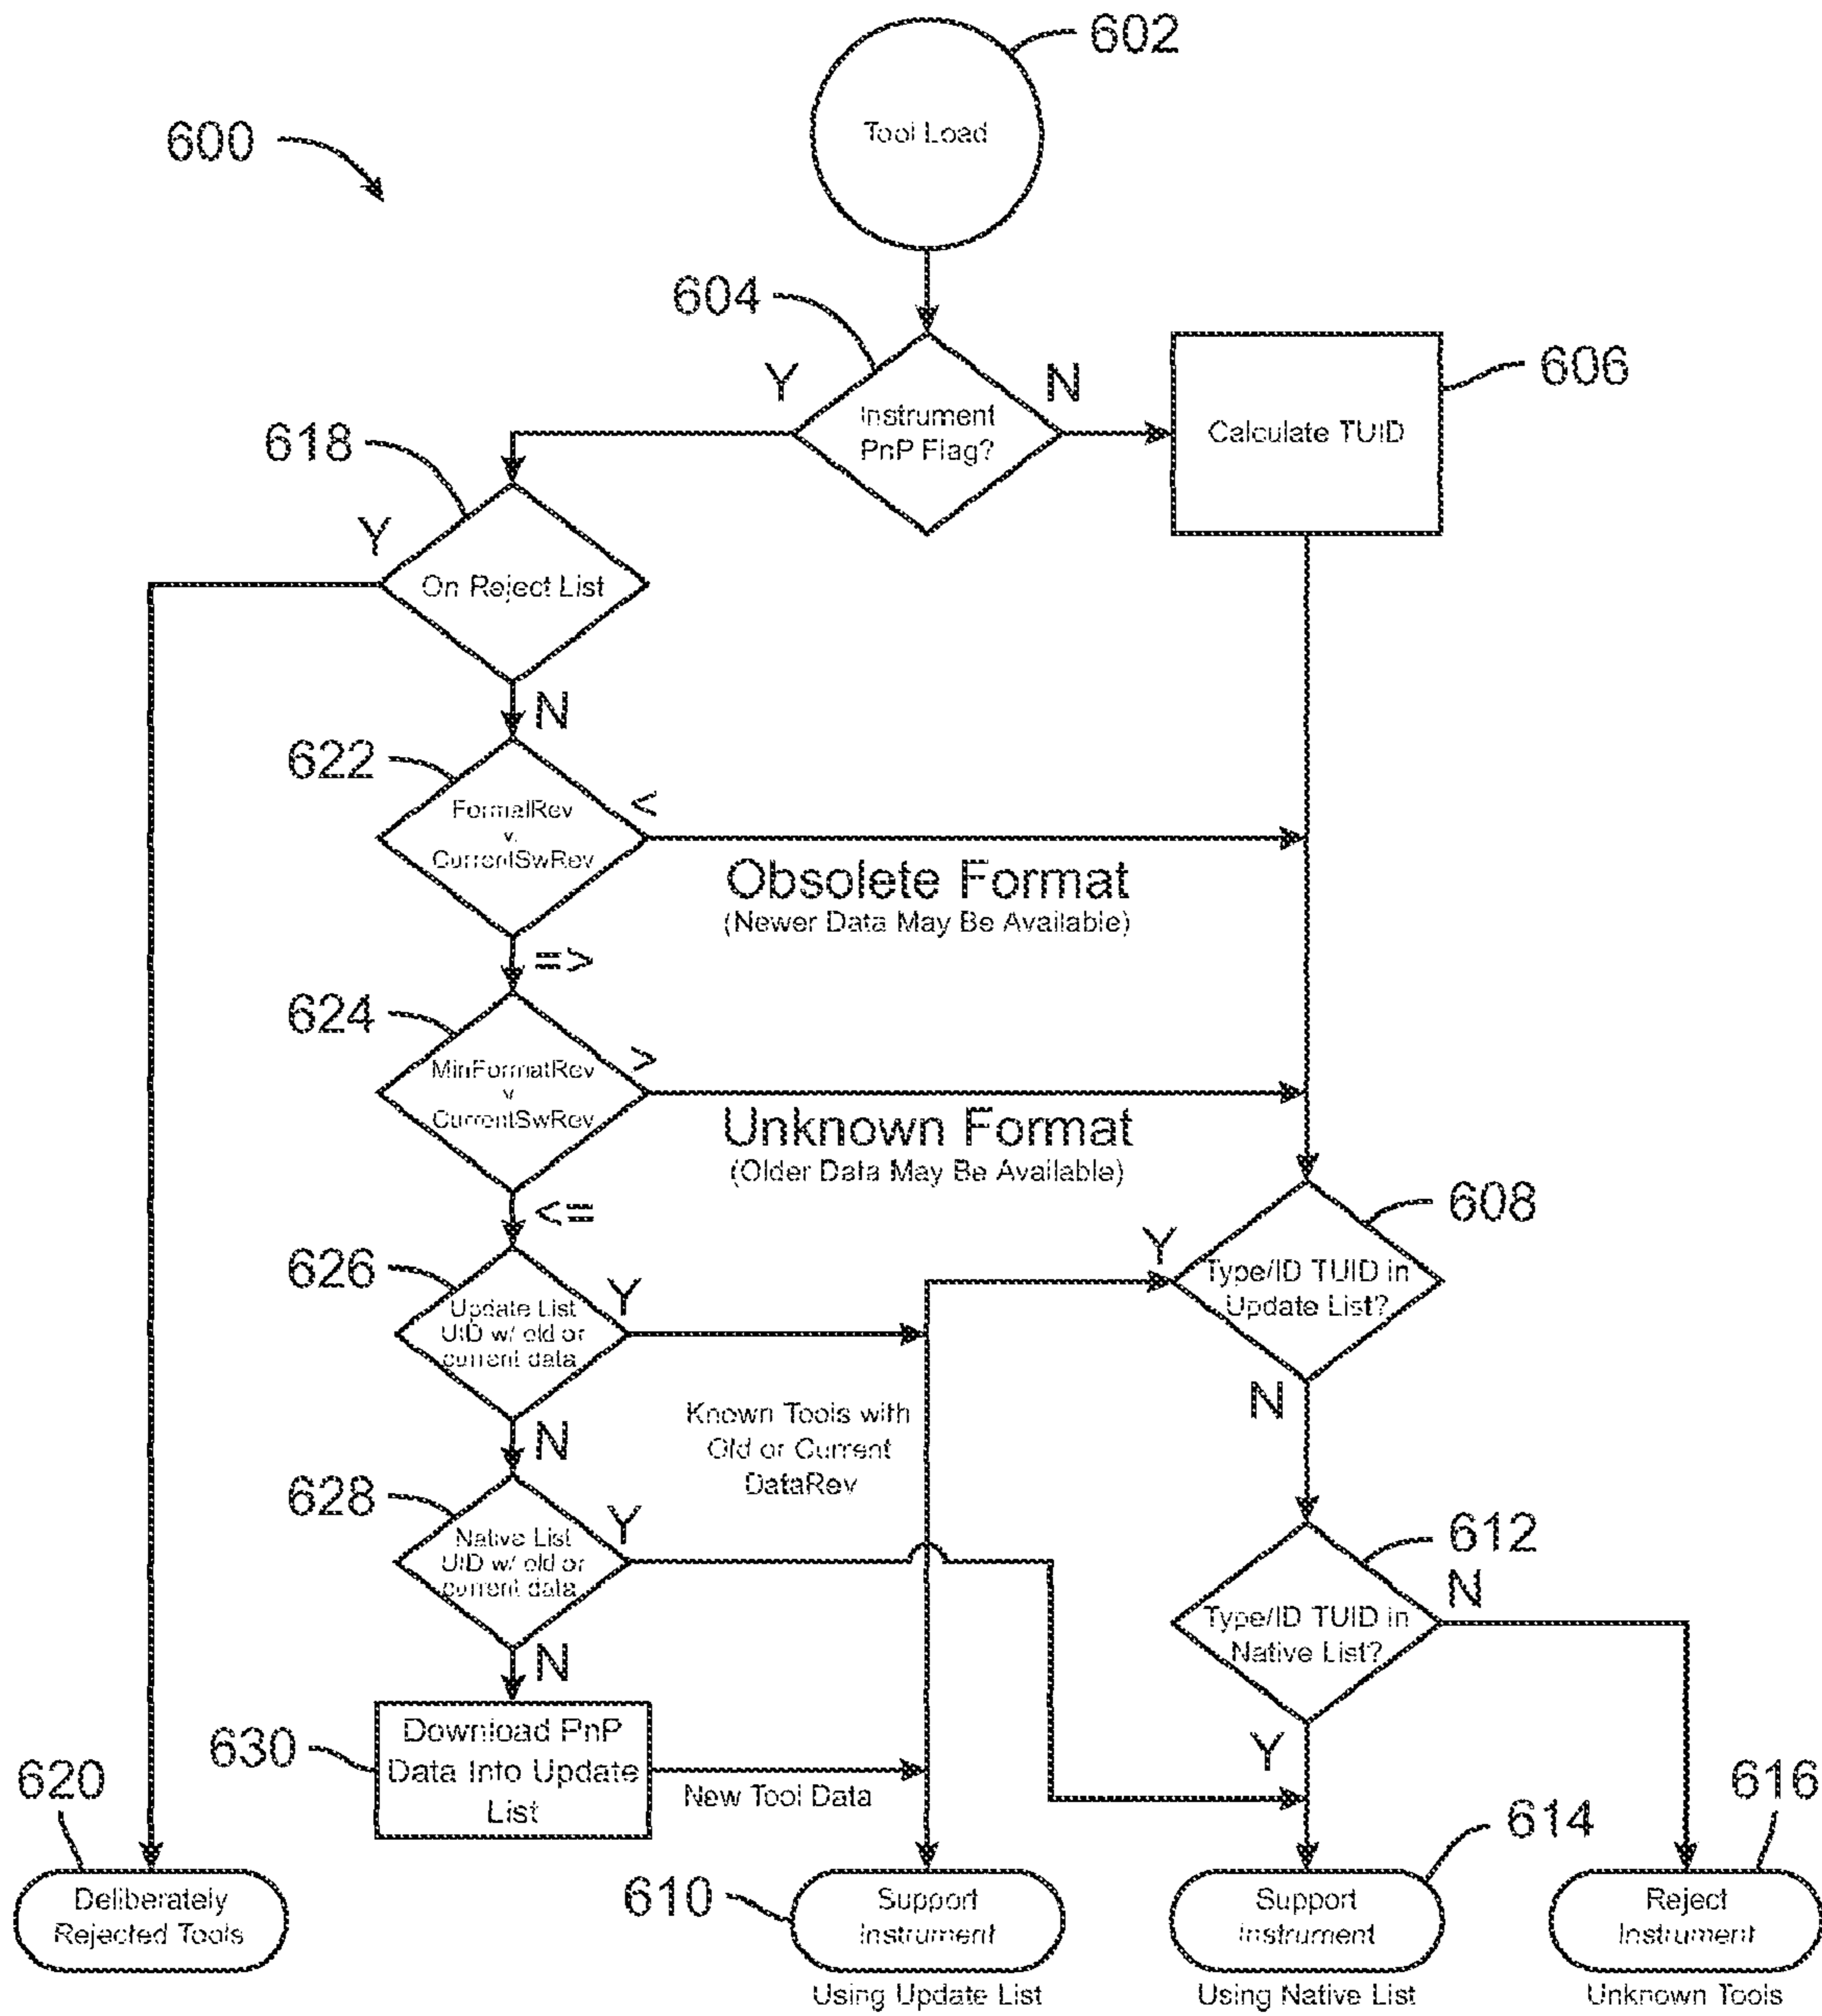 602
Tool Load
600
604
Y
N
606
Instrument
PnP Flag?
Calculate TUID
618
Y
On Reject List
N
622
<
FormalRev
v.
CurrentSwRev
Obsolete Format
(Newer Data May Be Available)
=>
624
>
MinFormatRev
v
CurrentSwRev
Unknown Format
(Older Data May Be Available)
<=
608
626
Y
Y
Type/ID TUID in
Update List?
Update List
UID w/ old or
current data
N
N
Known Tools with
Old or Current
DataRev
628
Y
612
N
Native List
UID w/ old or
current data
Type/ID TUID in
Native List?
N
630
Download PnP
Data Into Update
List
Y
New Tool Data
620
616
614
610
Deliberately
Rejected Tools
Support
Instrument
Support
Instrument
Reject
Instrument
Using Update List
Using Native List
Unknown Tools